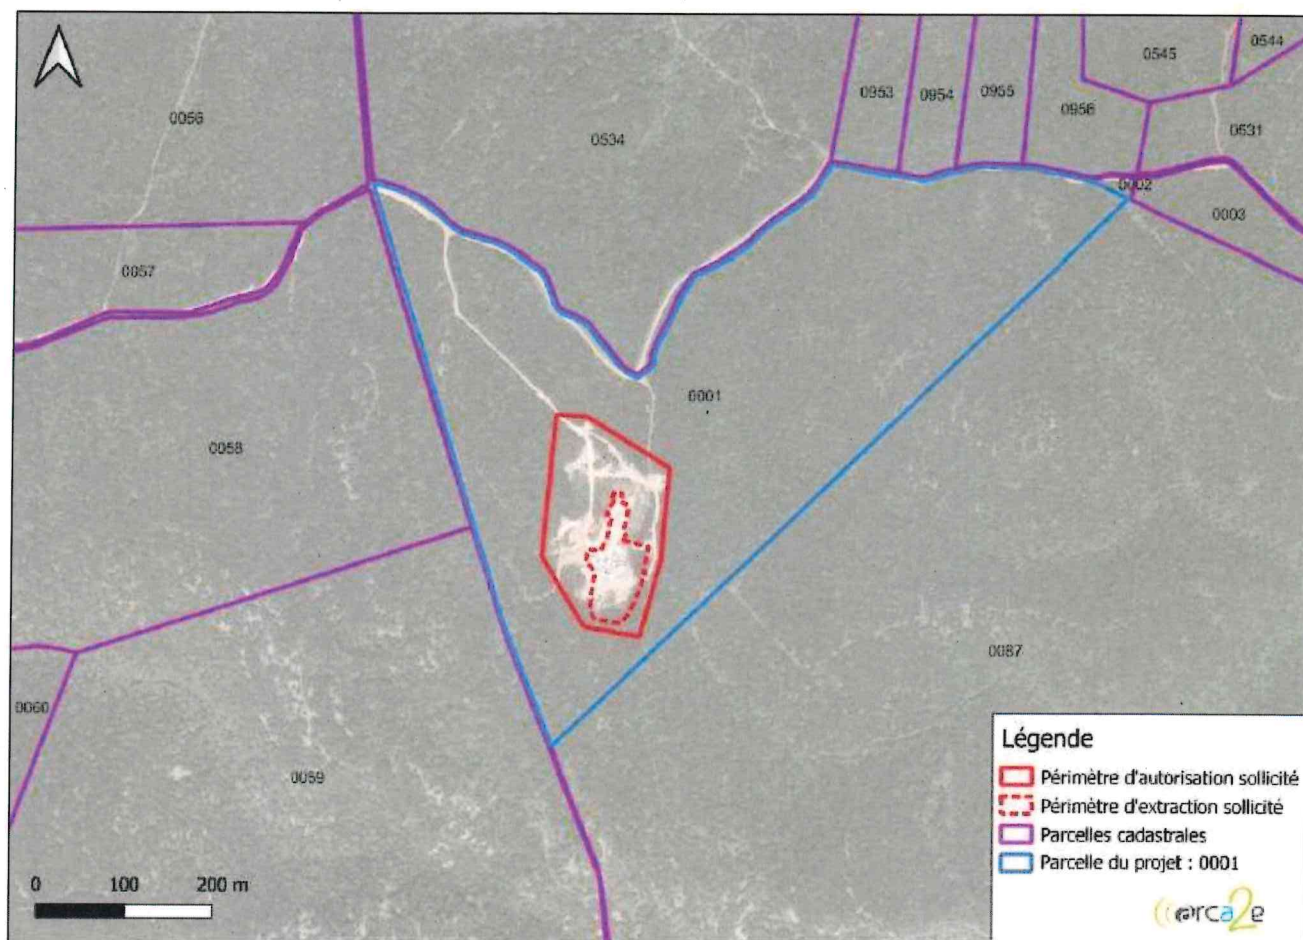 0544
0545
0953
0954
0955
0956
0056
0534
0531
0002
0003
0057
0001
0058
0087
0060
0059
0
100
200 m
Légende
Périmètre d'autorisation sollicité
Périmètre d'extraction sollicité
Parcelles cadastrales
Parcelle du projet : 0001
arca2e